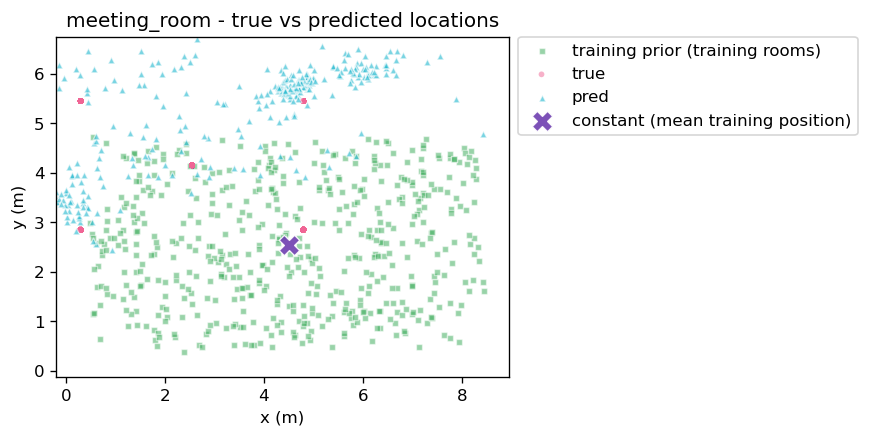 meeting_room - true vs predicted locations
training prior (training rooms)
true
pred
constant (mean training position)
6
5
4
3
2
1
0
y (m)
0 2 4 6 8
x (m)